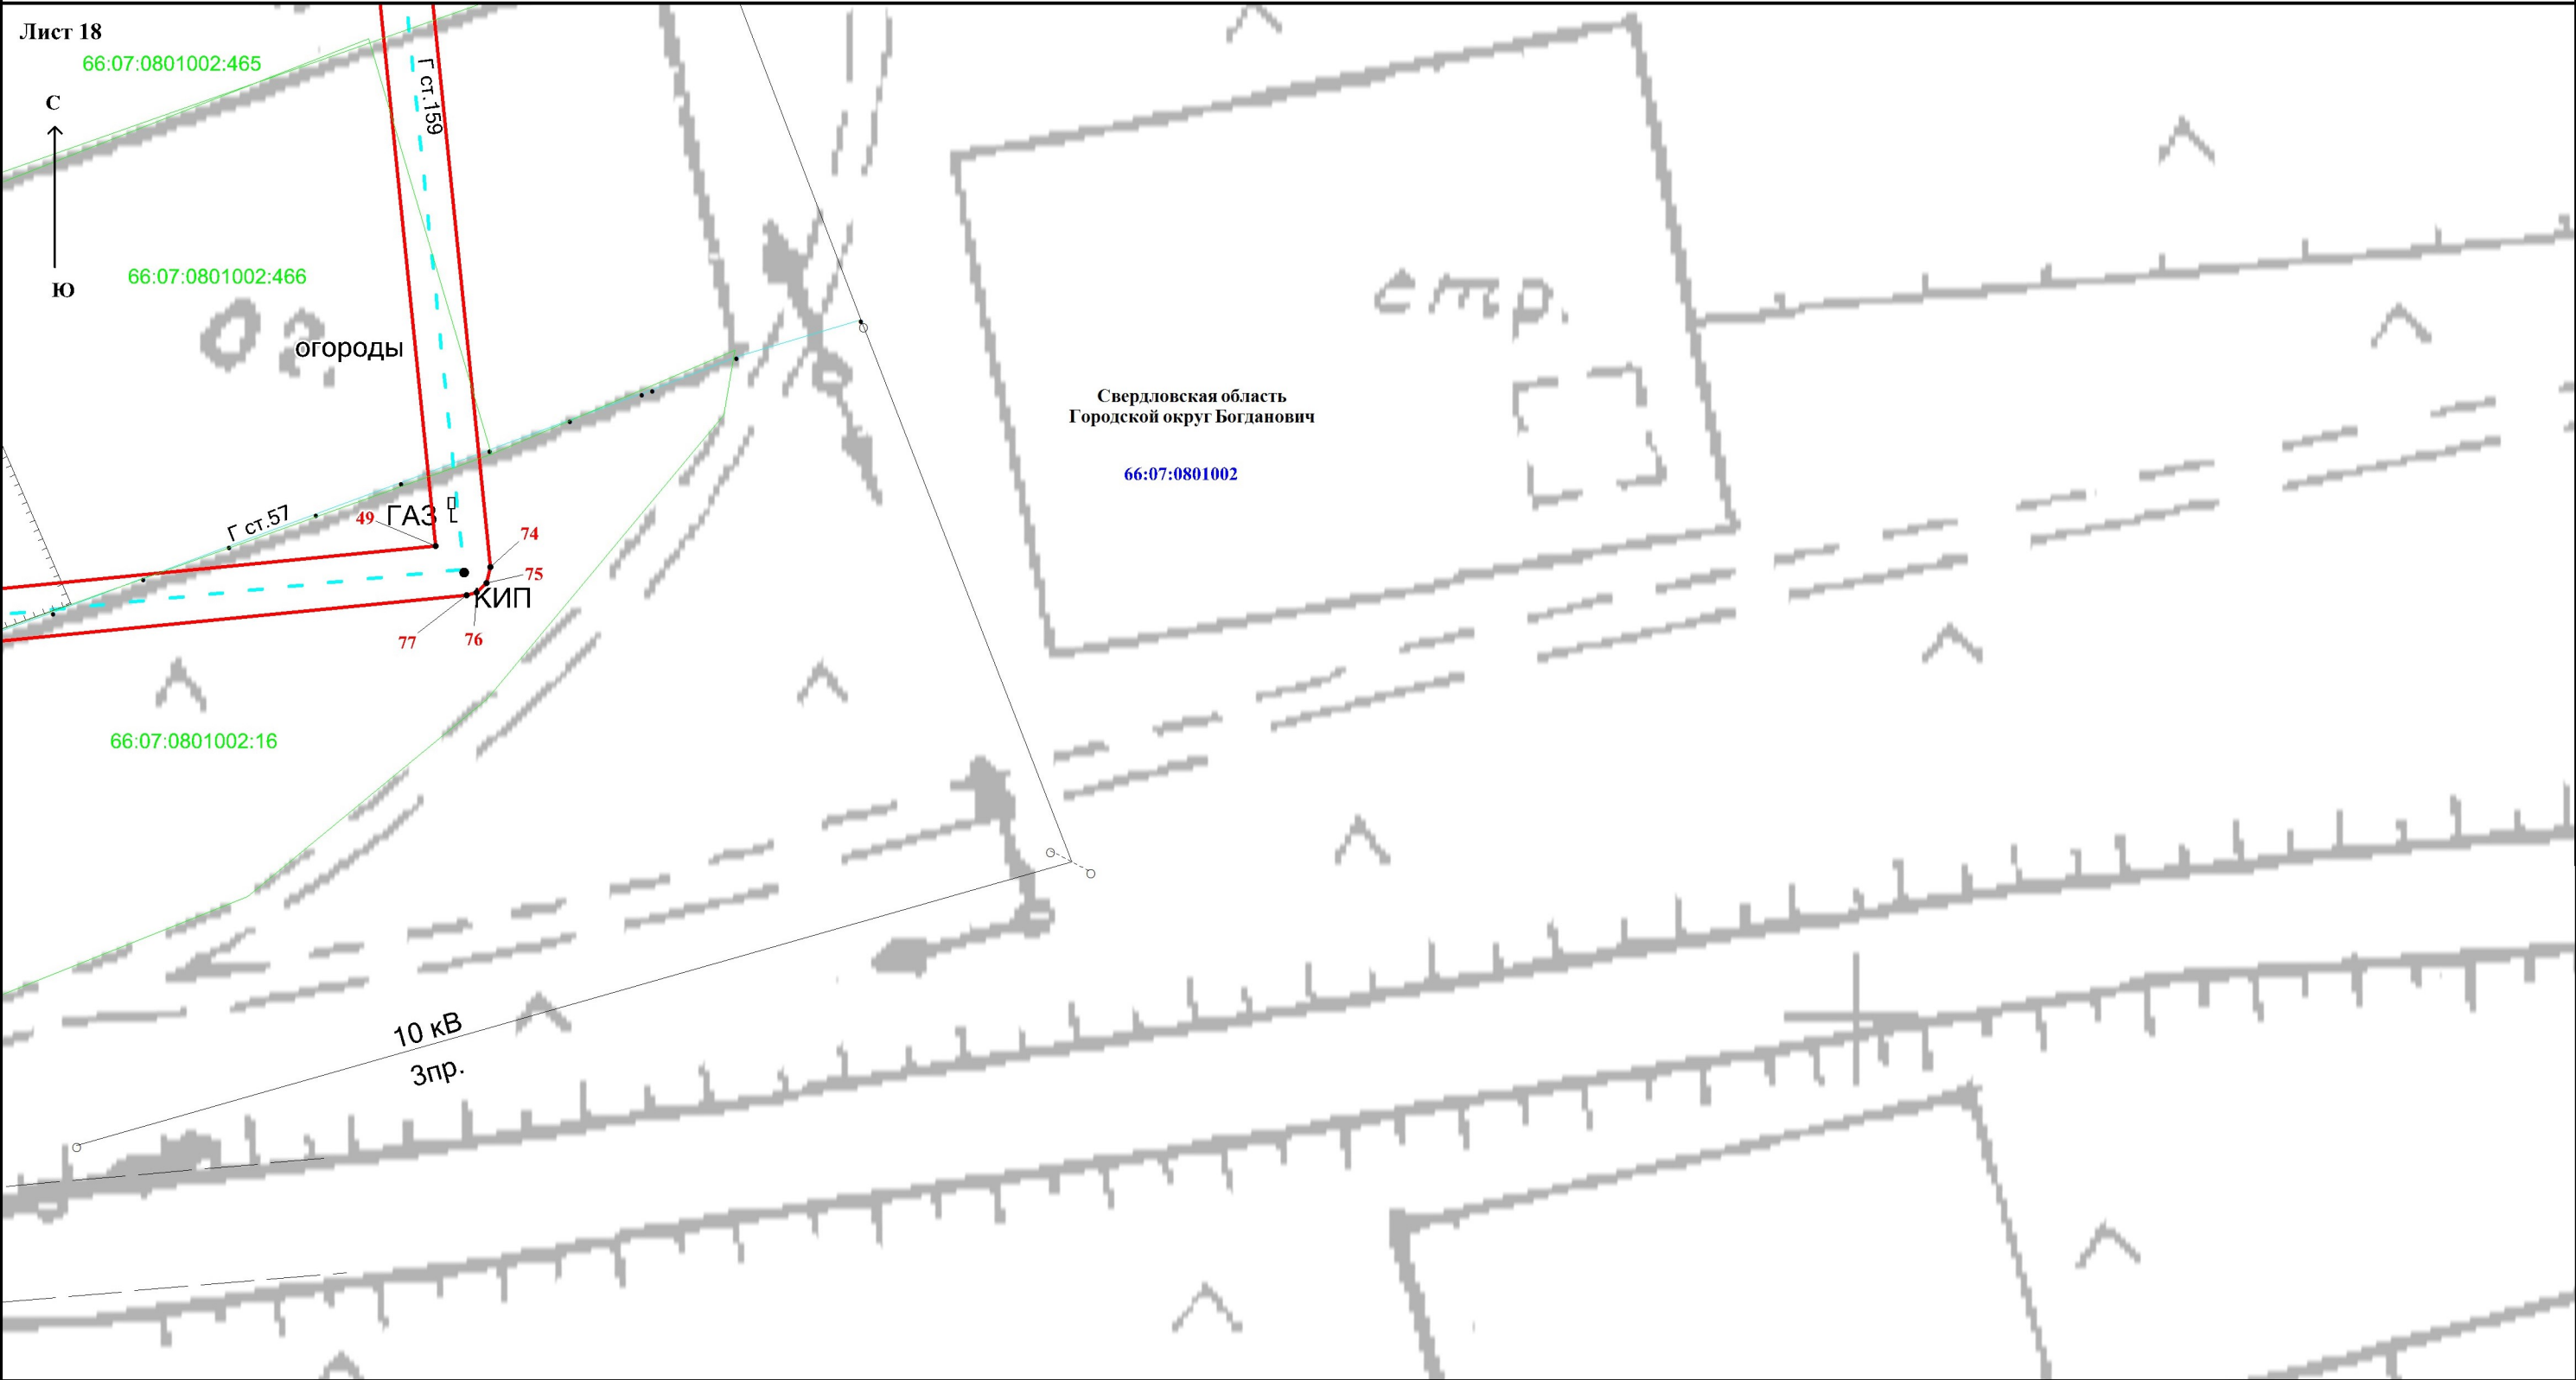 Лист 18
66:07:0801002:465
С
Ю
Г ст.159
66:07:0801002:466
ог.
огороды
стр.
Свердловская область
Городской округ Богданович
66:07:0801002
Г ст.57
49
ГАЗ
74
75
КИП
77
76
66:07:0801002:16
10 кВ
3пр.